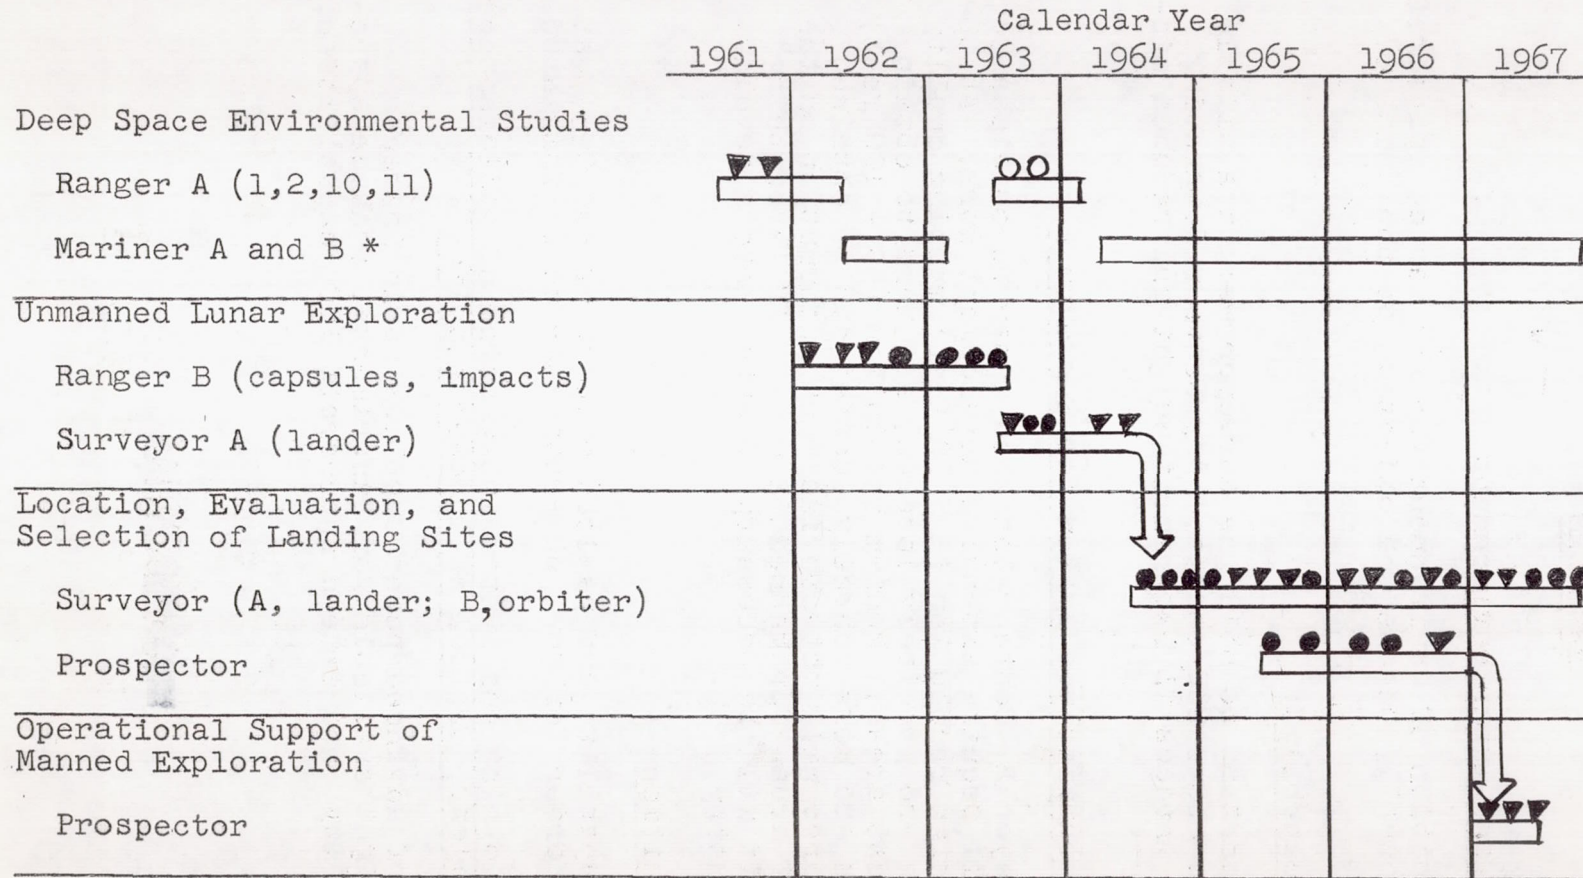 Calendar Year
1961 1962 1963 1964 1965 1966 1967
Deep Space Environmental Studies
Ranger A (1,2,10,11)
Mariner A and B *
Unmanned Lunar Exploration
Ranger B (capsules, impacts)
Surveyor A (lander)
Location, Evaluation, and
Selection of Landing Sites
Surveyor (A, lander; B,orbiter)
Prospector
Operational Support of
Manned Exploration
Prospector